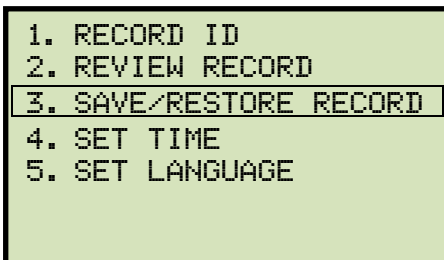 1. RECORD ID
2. REVIEW RECORD
3. SAVE/RESTORE RECORD
4. SET TIME
5. SET LANGUAGE